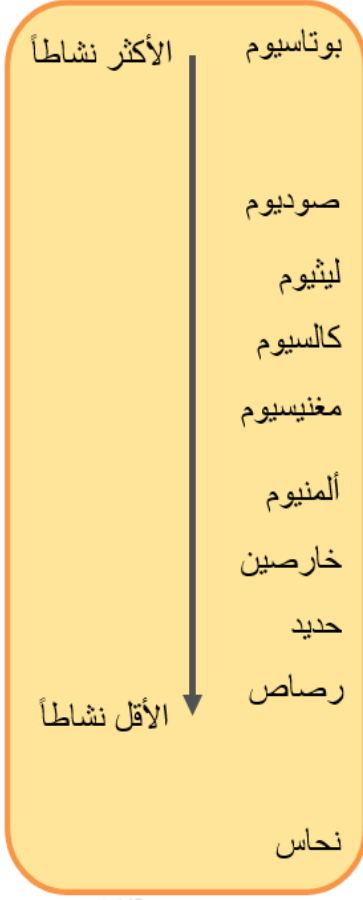 بوتاسيوم
الأكثر نشاطاً
صوديوم
ليثيوم
كالسيوم
مغنيسيوم
ألمنيوم
خارصين
حديد
رصاص
الأقل نشاطاً
نحاس